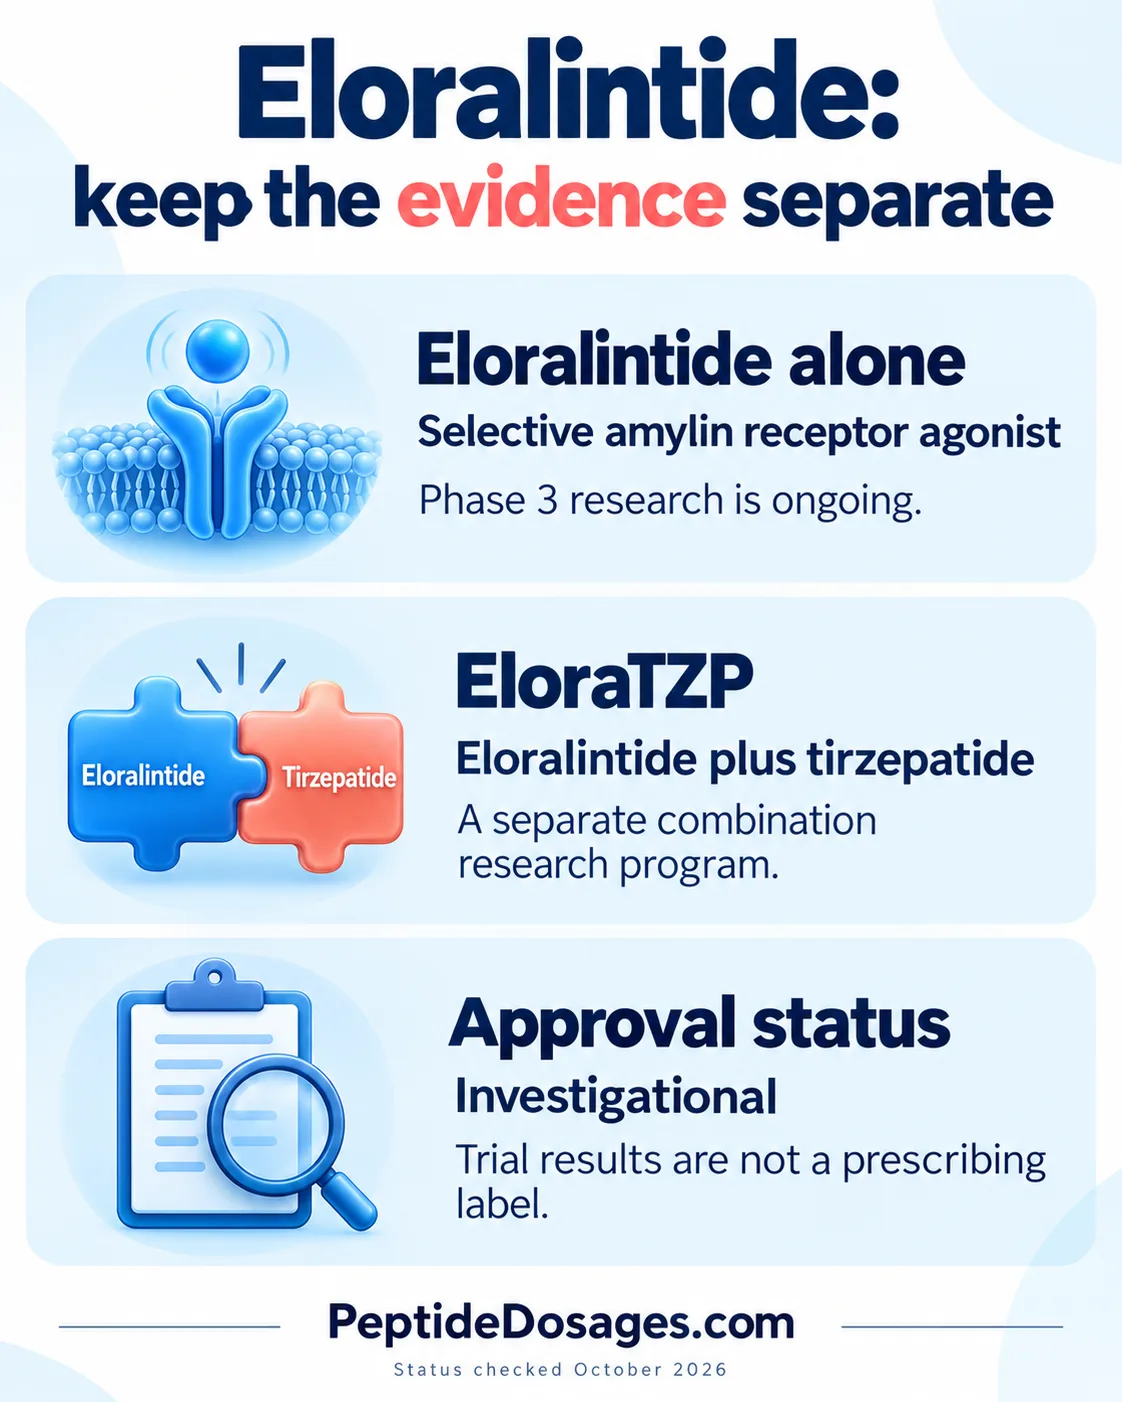 Eloralintide:
keep the evidence separate
Eloralintide alone
Selective amylin receptor agonist
Phase 3 research is ongoing.
Eloralintide
Tirzepatide
EloraTZP
Eloralintide plus tirzepatide
A separate combination
research program.
Approval status
Investigational
Trial results are not a prescribing
label.
PeptideDosages.com
Status checked October 2026